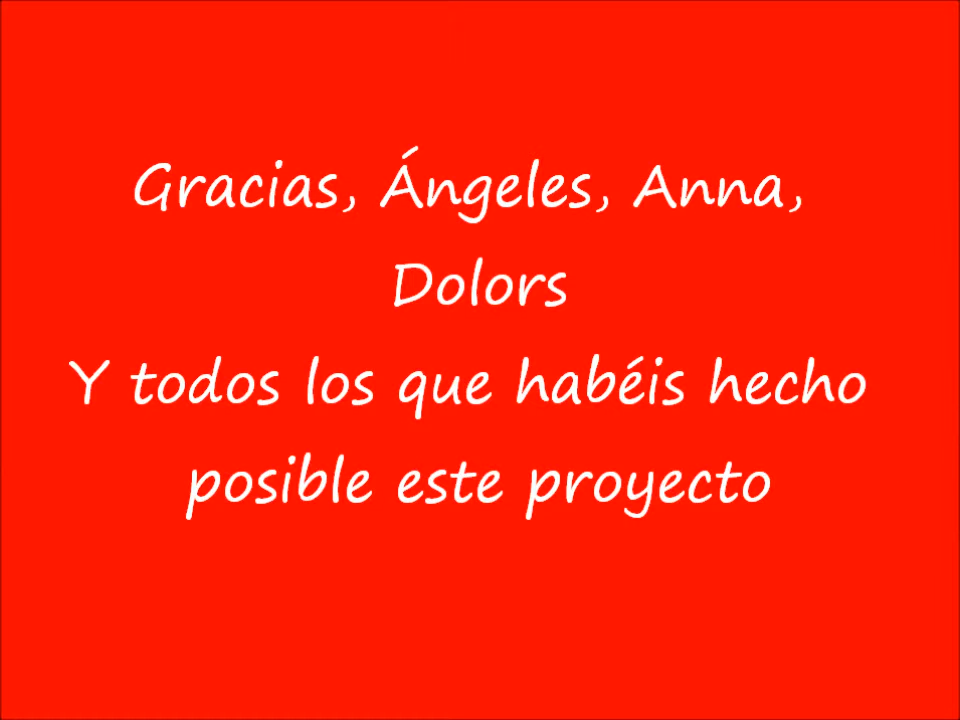 Gracias, Ángeles, Anna,
Dolors
Y todos los que habéis hecho
posible este proyecto